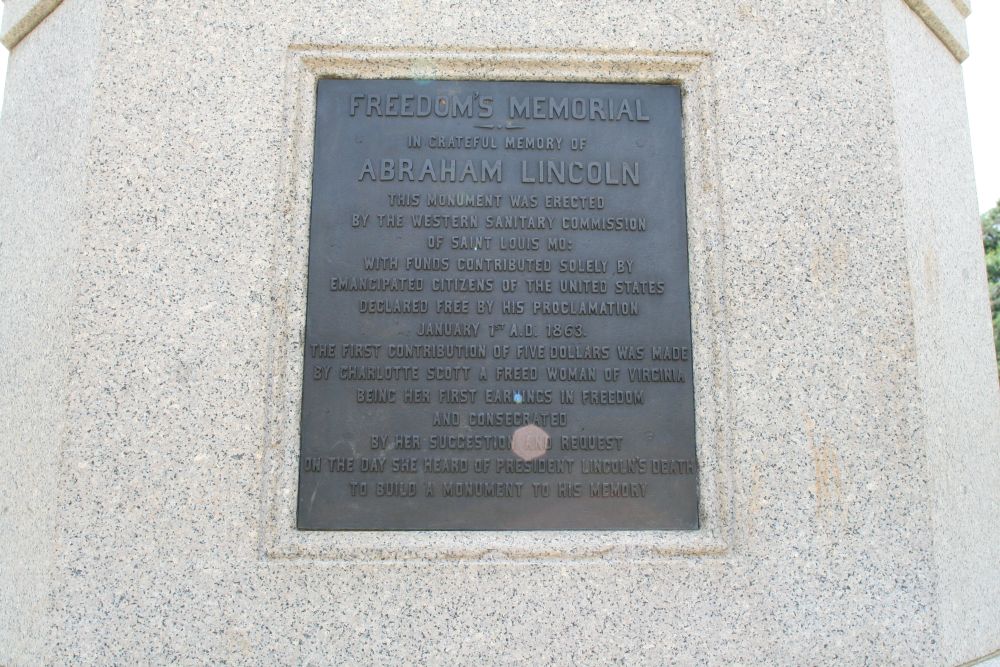 FREEDOM'S MEMORIAL
IN GRATEFUL MEMORY OF
ABRAHAM LINCOLN
THIS MONUMENT WAS ERECTED
BY THE WESTERN SANITARY COMMISSION
OF SAINT LOUIS MO:
WITH FUNDS CONTRIBUTED SOLELY BY
EMANCIPATED CITIZENS OF THE UNITED STATES
DECLARED FREE BY HIS PROCLAMATION
JANUARY 1ST A.D. 1863.
THE FIRST CONTRIBUTION OF FIVE DOLLARS WAS MADE
BY CHARLOTTE SCOTT A FREED WOMAN OF VIRGINIA
BEING HER FIRST EARNINGS IN FREEDOM
AND CONSECRATED
BY HER SUGGESTION AND REQUEST
ON THE DAY SHE HEARD OF PRESIDENT LINCOLN'S DEATH
TO BUILD A MONUMENT TO HIS MEMORY